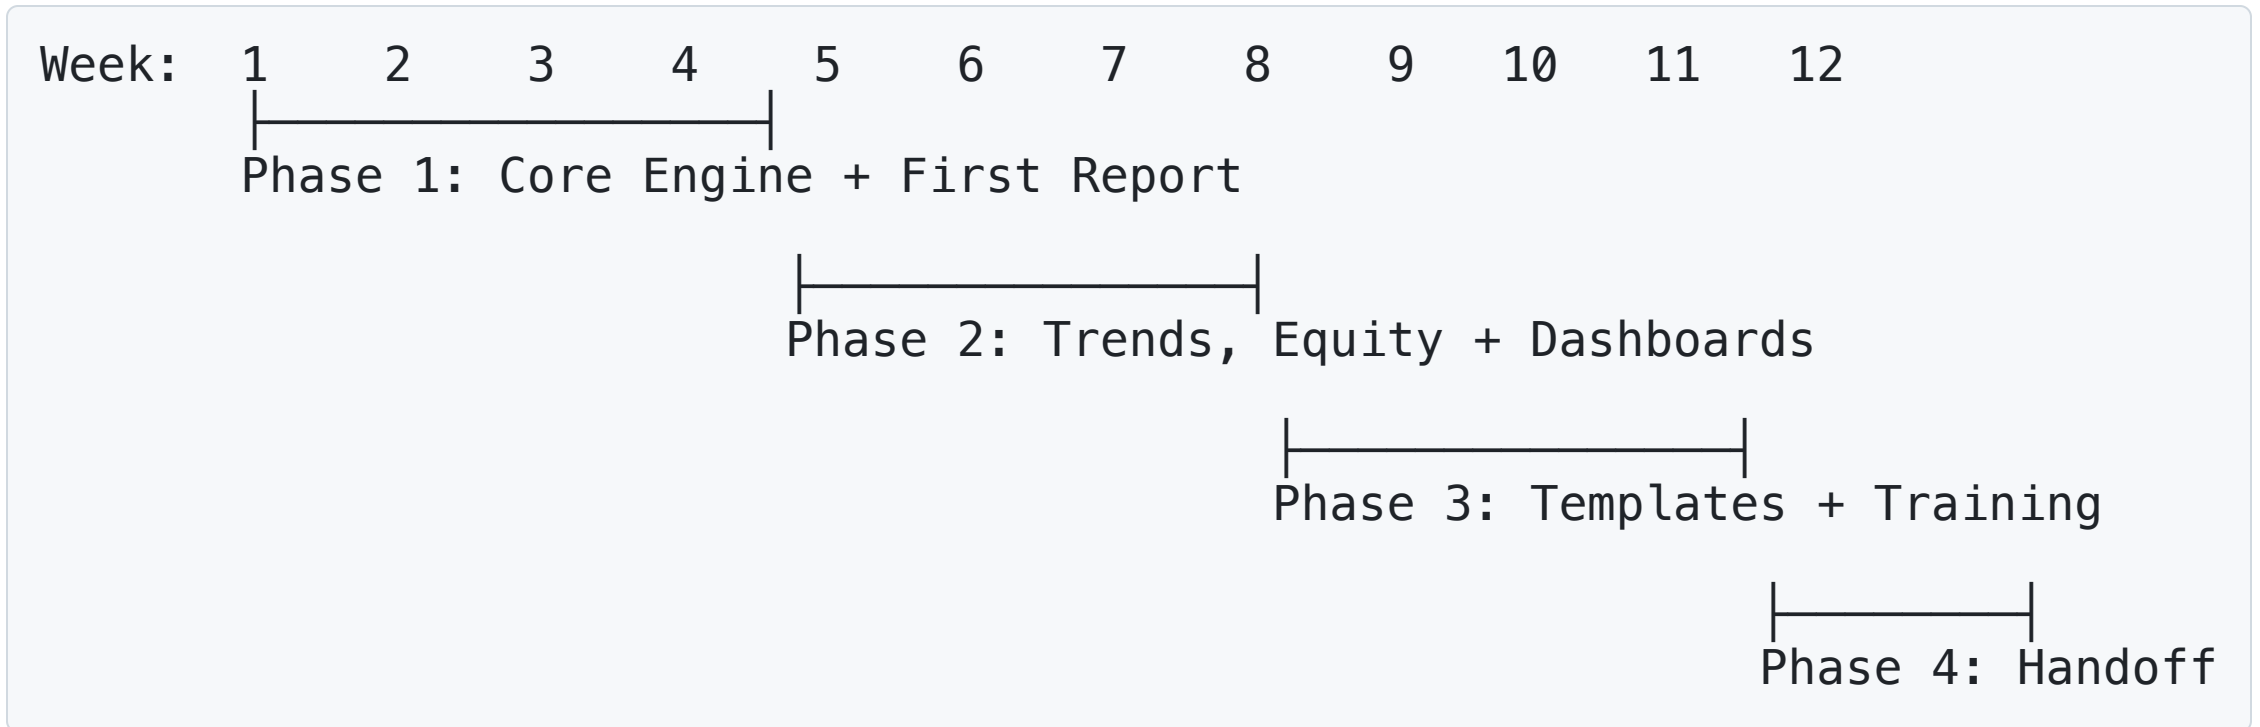 Week:  1    2    3    4    5    6    7    8    9   10   11   12
Phase 1: Core Engine + First Report
Phase 2: Trends, Equity + Dashboards
Phase 3: Templates + Training
Phase 4: Handoff